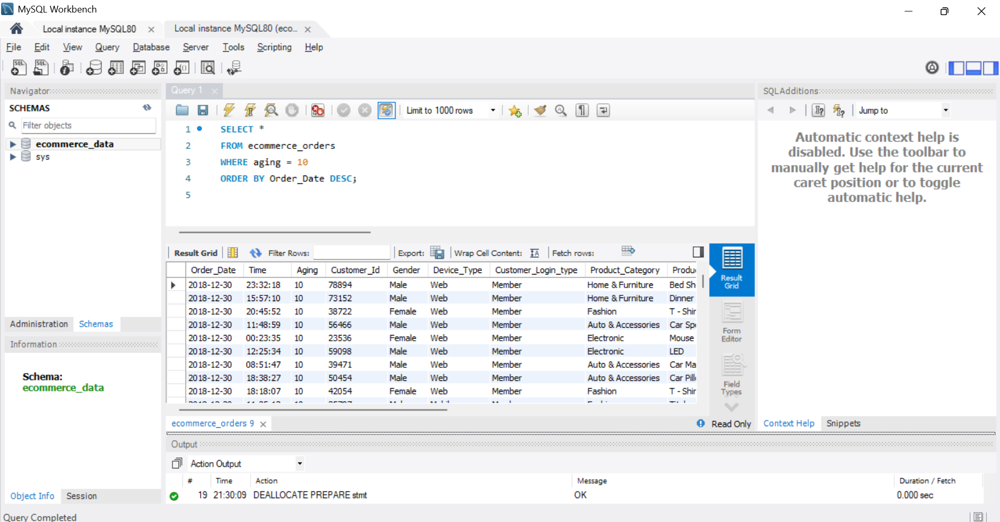 MySQL Workbench
Local instance MySQL80
Local instance MySQL80 (eco...
File Edit View Query Database Server Tools Scripting Help
Navigator
SCHEMAS
Filter objects
ecommerce_data
sys
Administration Schemas
Information
Schema:
ecommerce_data
Object Info Session
Query 1
Limit to 1000 rows
1 SELECT *
2 FROM ecommerce_orders
3 WHERE aging = 10
4 ORDER BY Order_Date DESC;
5
Result Grid Filter Rows: Export: Wrap Cell Content: Fetch rows:
Order_Date Time Aging Customer_Id Gender Device_Type Customer_Login_type Product_Category Produ
2018-12-30 23:32:18 10 78894 Male Web Member Home & Furniture Bed Sh
2018-12-30 15:57:10 10 73152 Male Web Member Home & Furniture Dinner
2018-12-30 20:45:52 10 38722 Female Web Member Fashion T - Shir
2018-12-30 11:48:59 10 56466 Male Web Member Auto & Accessories Car Sp
2018-12-30 00:23:35 10 23536 Female Web Member Electronic Mouse
2018-12-30 12:25:34 10 59098 Male Web Member Electronic LED
2018-12-30 08:51:47 10 39471 Male Web Member Auto & Accessories Car Ma
2018-12-30 18:38:27 10 50454 Male Web Member Auto & Accessories Car Pill
2018-12-30 18:18:07 10 42054 Female Web Member Fashion T - Shir
Result
Grid
Form
Editor
Field
Types
ecommerce_orders 9
Read Only
SQLAdditions
Jump to
Automatic context help is
disabled. Use the toolbar to
manually get help for the current
caret position or to toggle
automatic help.
Context Help Snippets
Output
Action Output
# Time Action Message Duration / Fetch
19 21:30:09 DEALLOCATE PREPARE stmt OK 0.000 sec
Query Completed